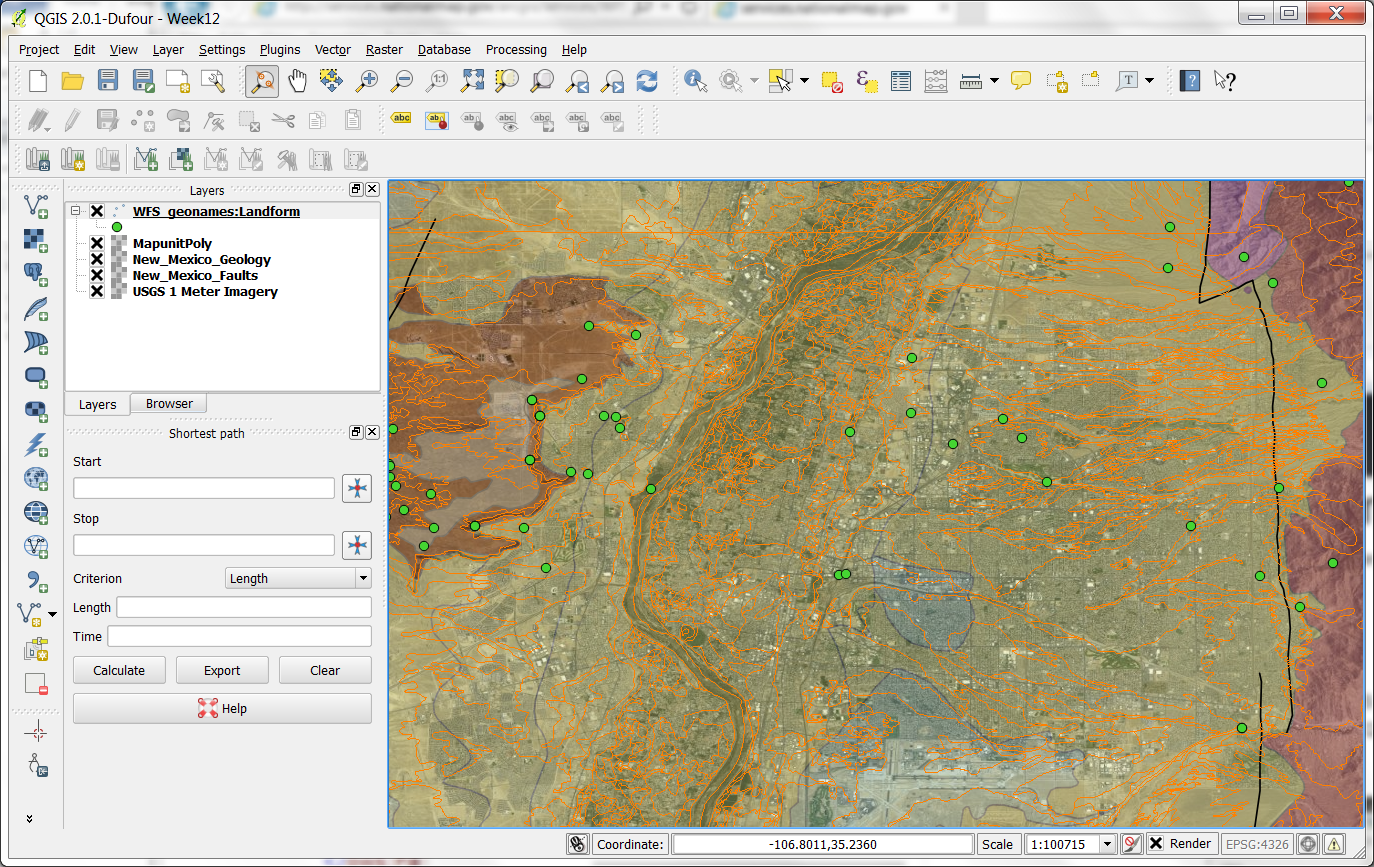 QGIS 2.0.1-Dufour - Week12
Project Edit View Layer Settings Plugins Vector Raster Database Processing Help
Layers
WFS_geonames:Landform
MapunitPoly
New_Mexico_Geology
New_Mexico_Faults
USGS 1 Meter Imagery
Layers Browser
Shortest path
Start
Stop
Criterion Length
Length
Time
Calculate Export Clear
Help
Coordinate: -106.8011,35.2360 Scale 1:100715 Render EPSG:4326